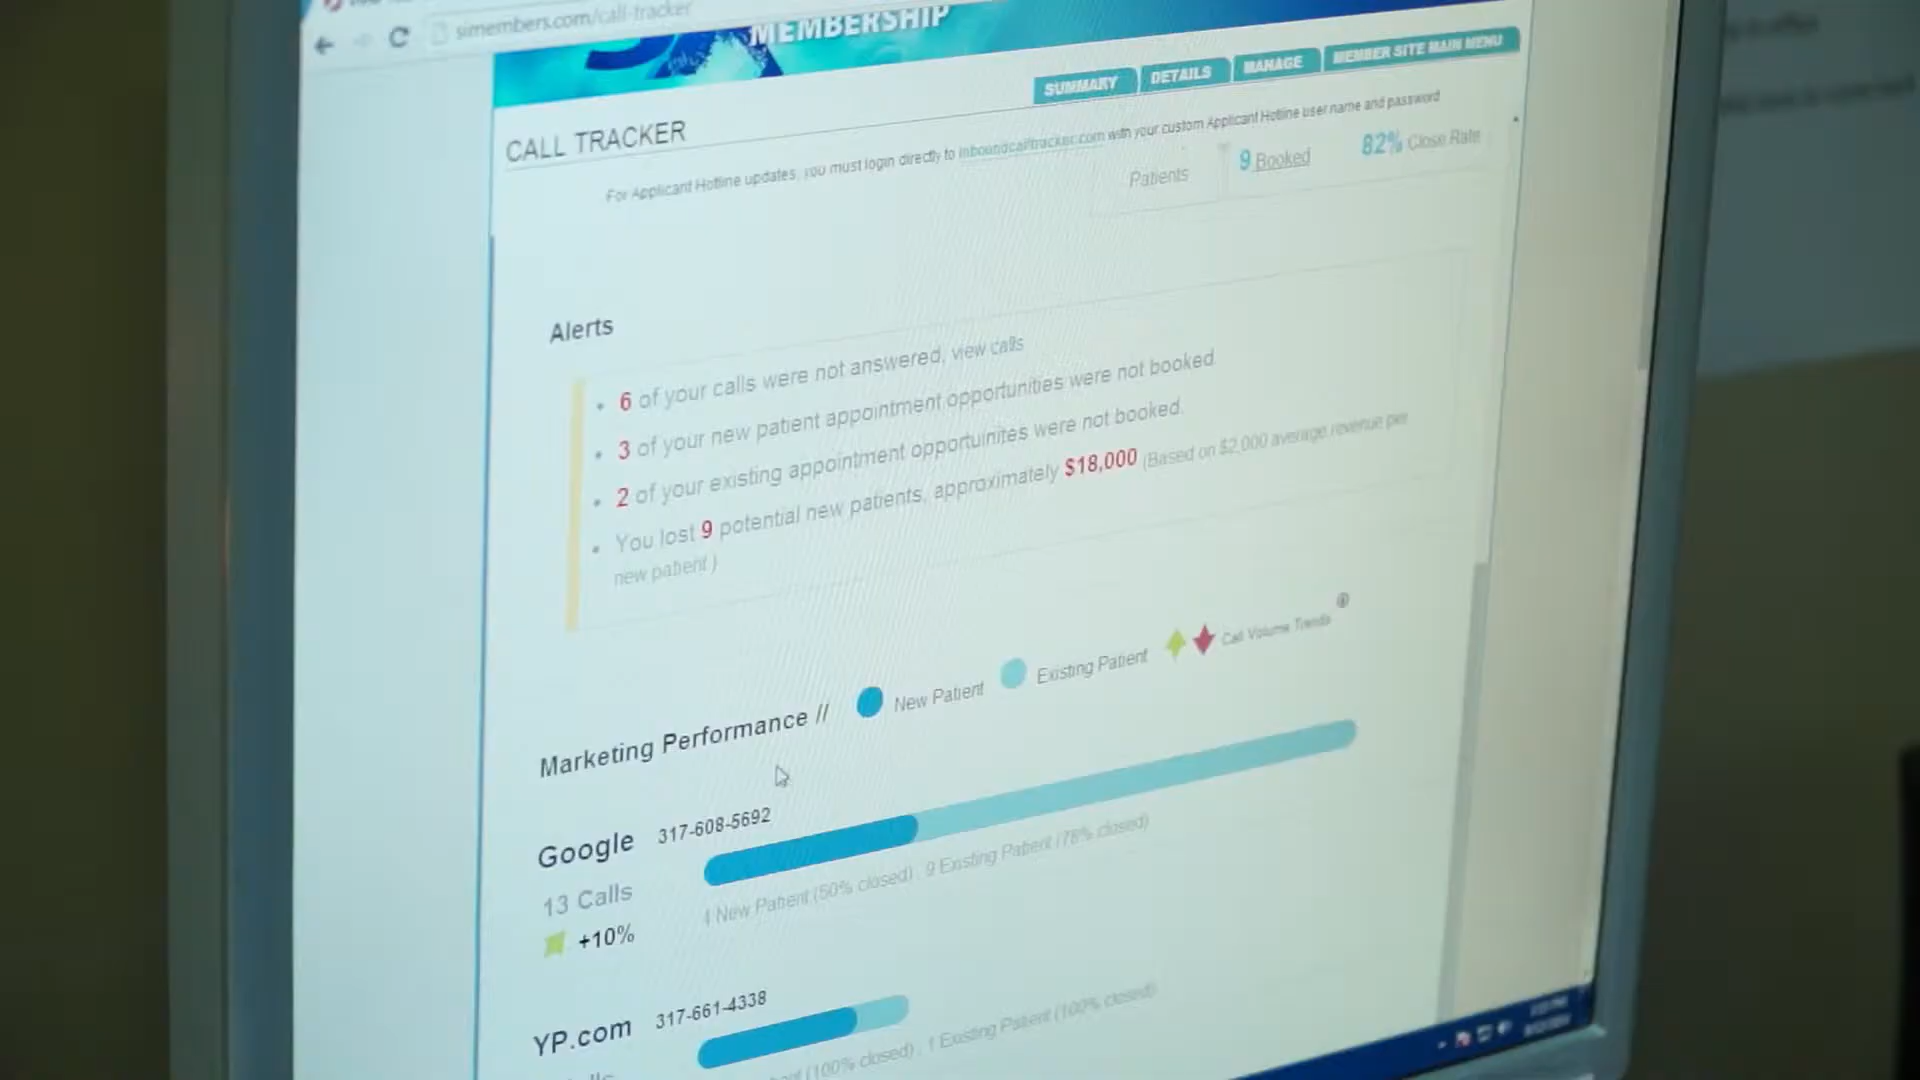 simembers.com/call-tracker
MEMBERSHIP
SUMMARY
DETAILS
MANAGE
MEMBER SITE MAIN MENU
CALL TRACKER
For Applicant Hotline updates, you must login directly to inboundcalltracker.com with your custom Applicant Hotline user name and password
Patients
9 Booked
82% Close Rate
Alerts
• 6 of your calls were not answered, view calls
• 3 of your new patient appointment opportunities were not booked.
• 2 of your existing appointment opportuinites were not booked.
• You lost 9 potential new patients, approximately $18,000 (Based on $2,000 average revenue per
new patient )
Marketing Performance //
New Patient
Existing Patient
Call Volume Trends
Google
317-608-5692
13 Calls
4 New Patient (50% closed) , 9 Existing Patient (78% closed)
+10%
YP.com
317-661-4338
(100% closed) , 1 Existing Patient (100% closed)